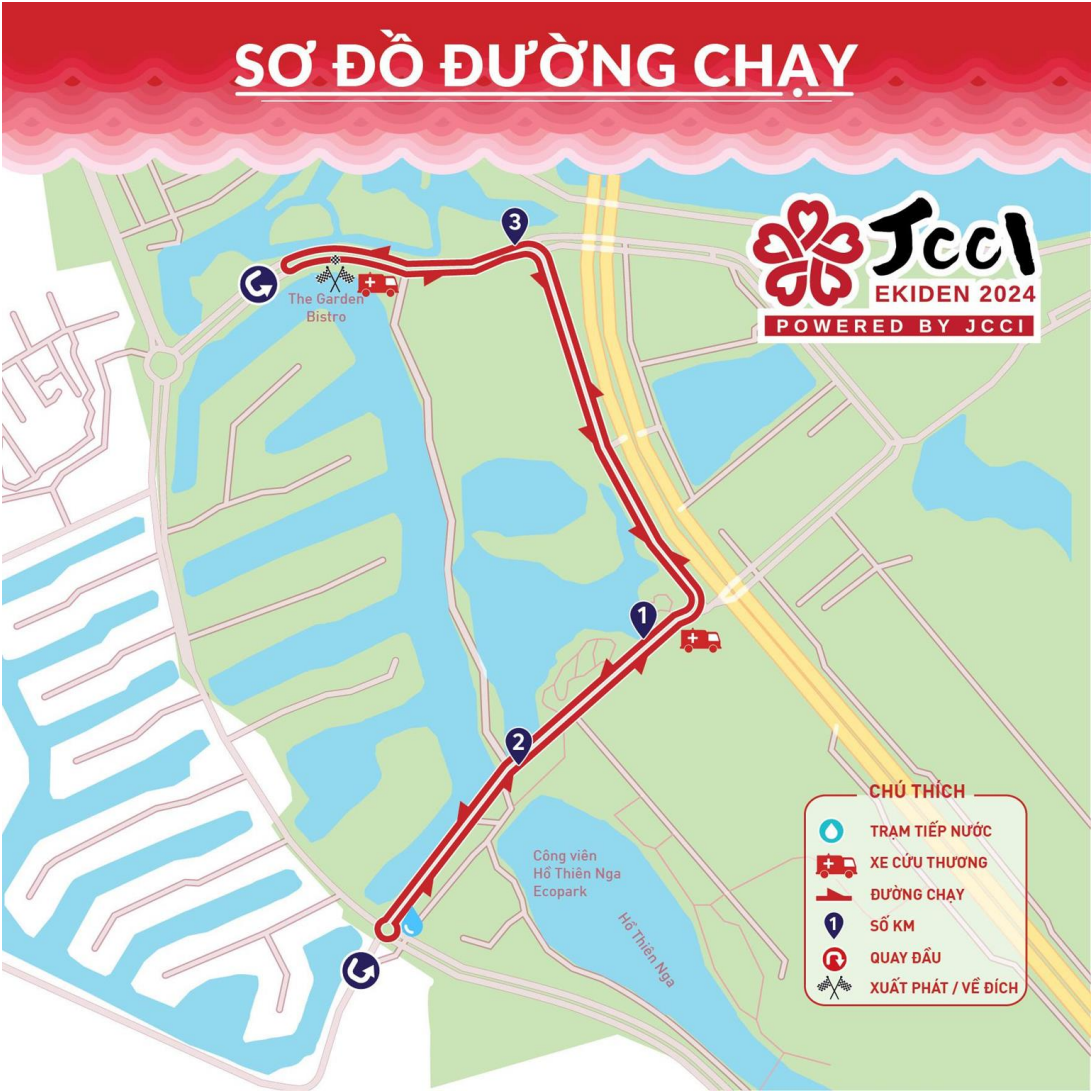 SƠ ĐỒ ĐƯỜNG CHẠY
JCCI
EKIDEN 2024
POWERED BY JCCI
3
The Garden
Bistro
1
2
Công viên
Hồ Thiên Nga
Ecopark
Hồ Thiên Nga
CHÚ THÍCH
TRẠM TIẾP NƯỚC
XE CỨU THƯƠNG
ĐƯỜNG CHẠY
1 SỐ KM
QUAY ĐẦU
XUẤT PHÁT / VỀ ĐÍCH